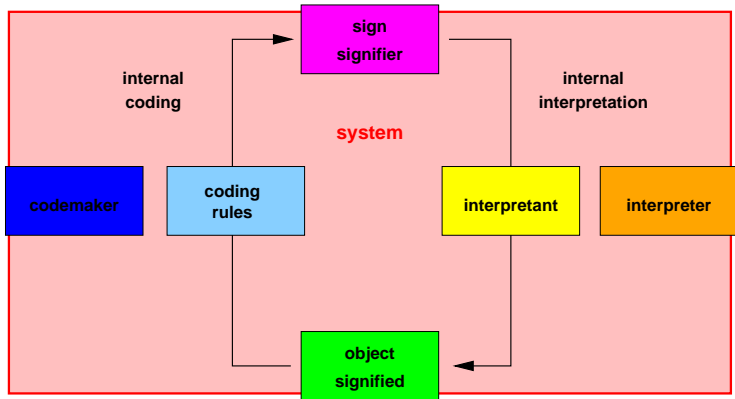 sign
signifier
internal
coding
internal
interpretation
system
codemaker
coding
rules
interpretant
interpreter
object
signified